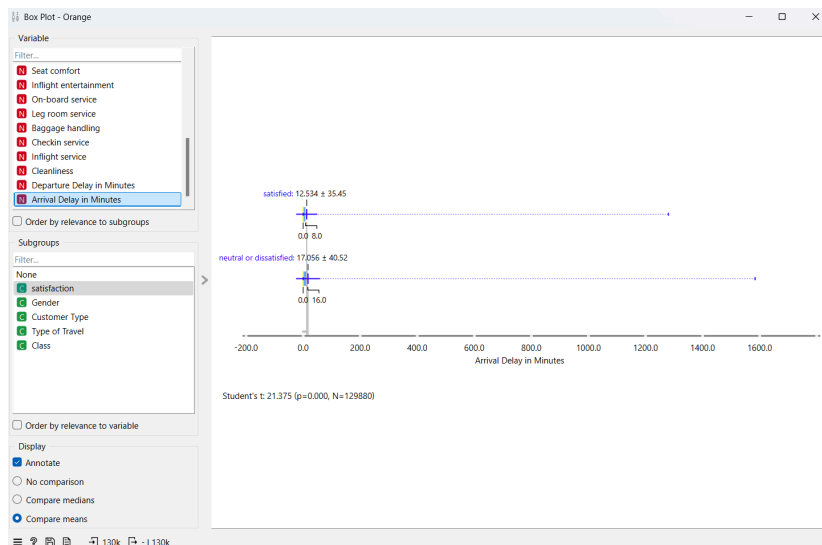 Box Plot - Orange
Variable
Filter...
N Seat comfort
N Inflight entertainment
N On-board service
N Leg room service
N Baggage handling
N Checkin service
N Inflight service
N Cleanliness
N Departure Delay in Minutes
N Arrival Delay in Minutes
Order by relevance to subgroups
Subgroups
Filter...
None
C satisfaction
C Gender
C Customer Type
C Type of Travel
C Class
Order by relevance to variable
Display
Annotate
No comparison
Compare medians
Compare means
130k - | 130k
satisfied: 12.534 ± 35.45
0.0 8.0
neutral or dissatisfied: 17.056 ± 40.52
0.0 16.0
-200.0 0.0 200.0 400.0 600.0 800.0 1000.0 1200.0 1400.0 1600.0
Arrival Delay in Minutes
Student's t: 21.375 (p=0.000, N=129880)